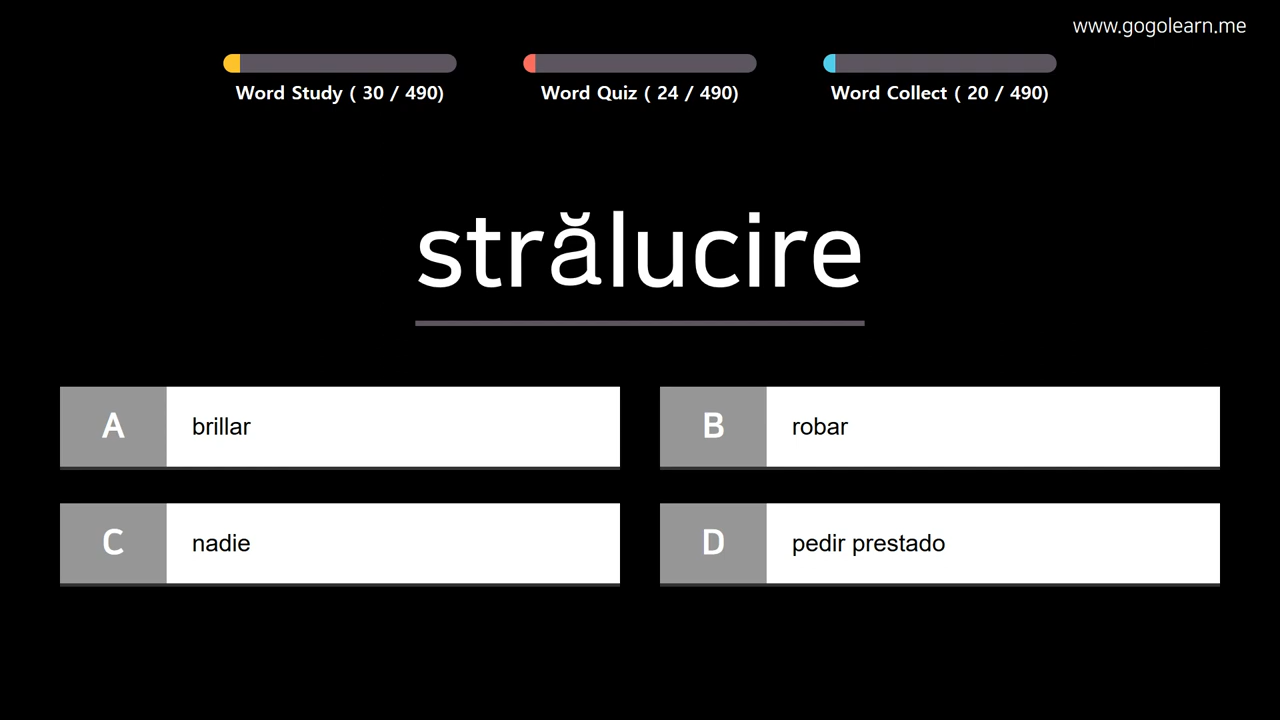 www.gogolearn.me
Word Study ( 30 / 490)
Word Quiz ( 24 / 490)
Word Collect ( 20 / 490)
strălucire
A brillar
B robar
C nadie
D pedir prestado